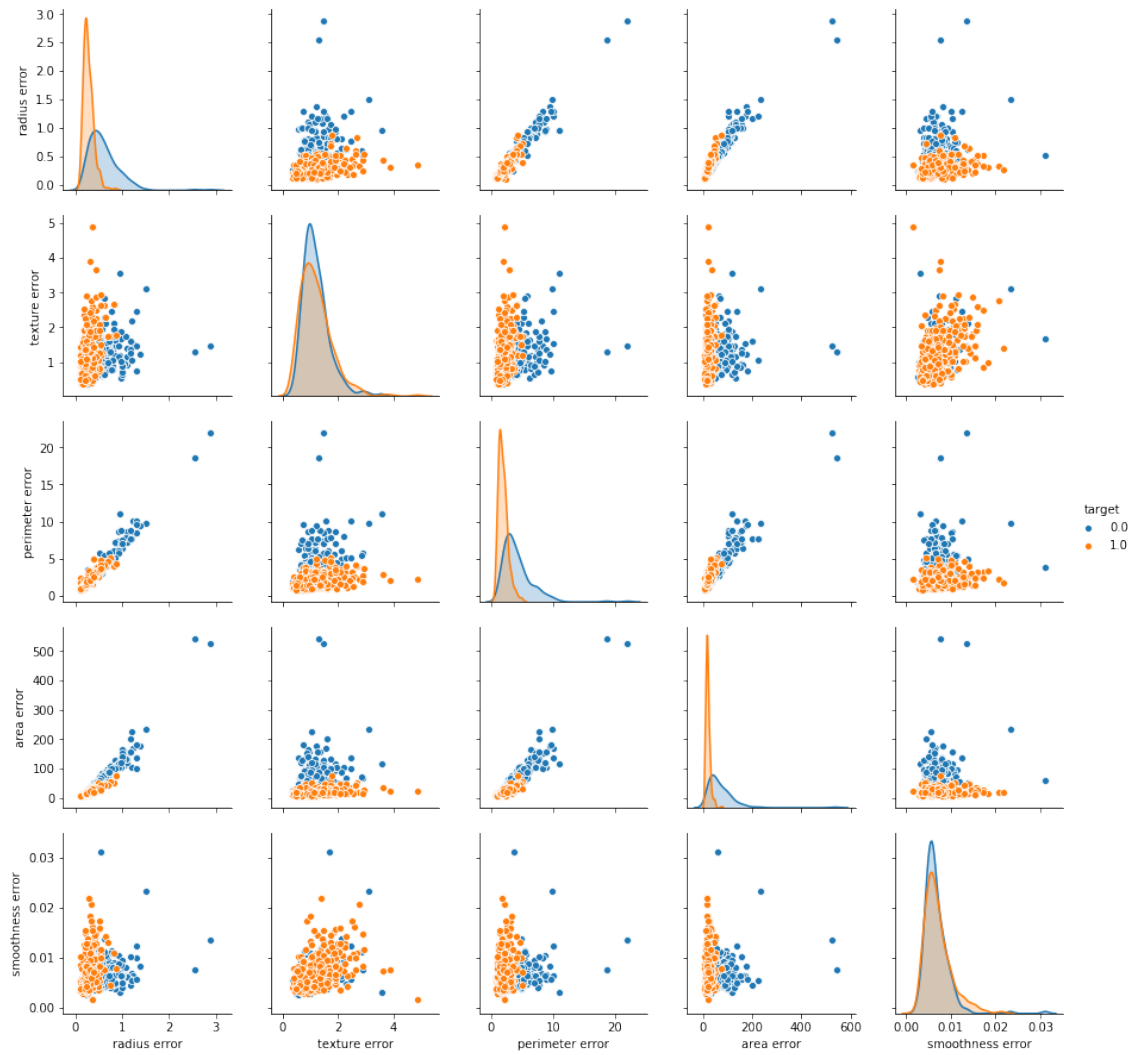 3.0
2.5
2.0
1.5
1.0
0.5
0.0
radius error
5
4
3
2
1
texture error
20
15
10
5
0
perimeter error
target
0.0
1.0
500
400
300
200
100
0
area error
0.03
0.02
0.01
0.00
smoothness error
0 1 2 3
0 2 4
0 10 20
0 200 400 600
0.00 0.01 0.02 0.03
radius error
texture error
perimeter error
area error
smoothness error